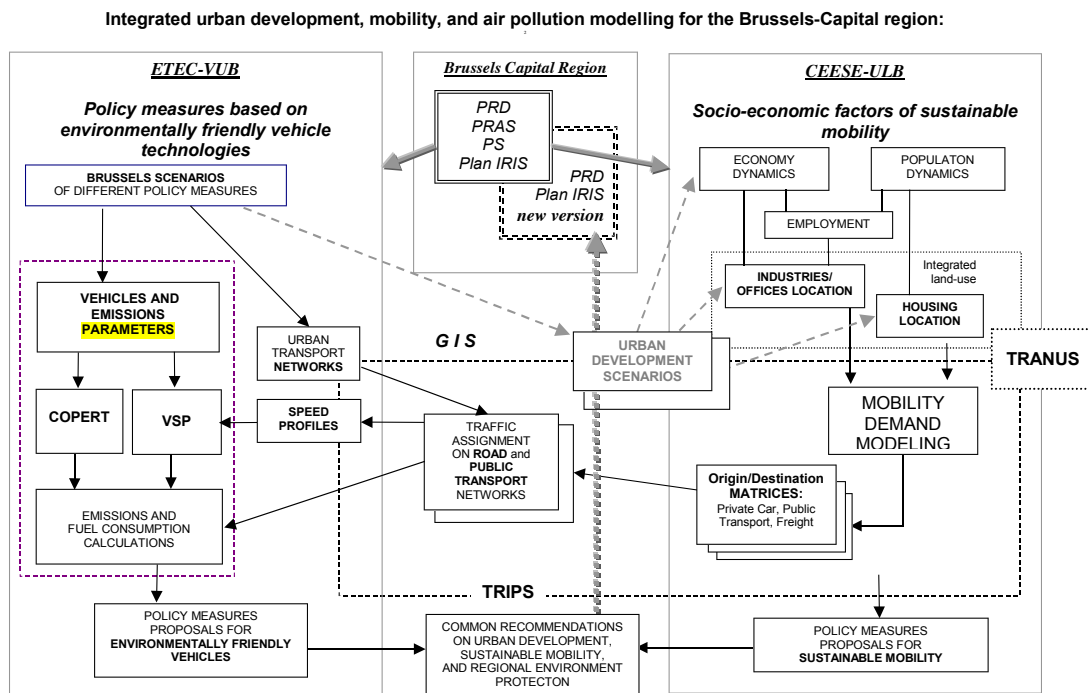 Integrated urban development, mobility, and air pollution modelling for the Brussels-Capital region:
ETEC-VUB
Policy measures based on
environmentally friendly vehicle
technologies
BRUSSELS SCENARIOS
OF DIFFERENT POLICY MEASURES
VEHICLES AND
EMISSIONS
PARAMETERS
COPERT
VSP
EMISSIONS AND
FUEL CONSUMPTION
CALCULATIONS
POLICY MEASURES
PROPOSALS FOR
ENVIRONMENTALLY FRIENDLY
VEHICLES
URBAN
TRANSPORT
NETWORKS
SPEED
PROFILES
Brussels Capital Region
PRD
PRAS
PS
Plan IRIS
PRD
Plan IRIS
new version
G I S
URBAN
DEVELOPMENT
SCENARIOS
TRAFFIC
ASSIGNMENT
ON ROAD and
PUBLIC
TRANSPORT
NETWORKS
TRIPS
COMMON RECOMMENDATIONS
ON URBAN DEVELOPMENT,
SUSTAINABLE MOBILITY,
AND REGIONAL ENVIRONMENT
PROTECTON
CEESE-ULB
Socio-economic factors of sustainable
mobility
ECONOMY
DYNAMICS
POPULATON
DYNAMICS
EMPLOYMENT
Integrated
land-use
INDUSTRIES/
OFFICES LOCATION
HOUSING
LOCATION
TRANUS
MOBILITY
DEMAND
MODELING
Origin/Destination
MATRICES:
Private Car, Public
Transport, Freight
POLICY MEASURES
PROPOSALS FOR
SUSTAINABLE MOBILITY